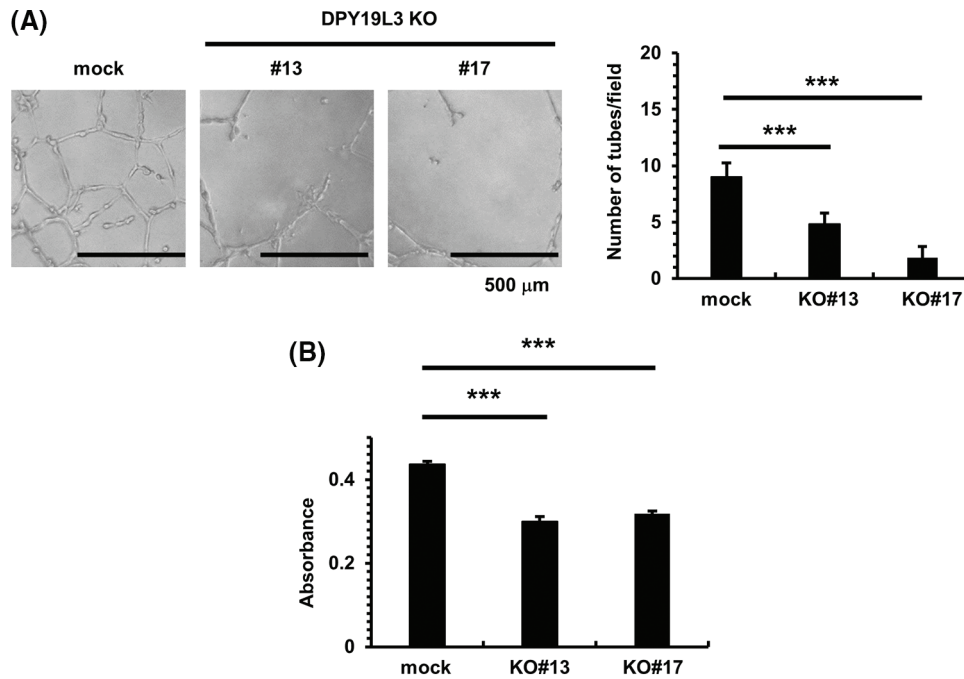 (A)
DPY19L3 KO
mock #13 #17
500 μm
Number of tubes/field
20
15
10
5
0
***
***
mock KO#13 KO#17
(B)
***
***
Absorbance
0.4
0.2
0
mock KO#13 KO#17